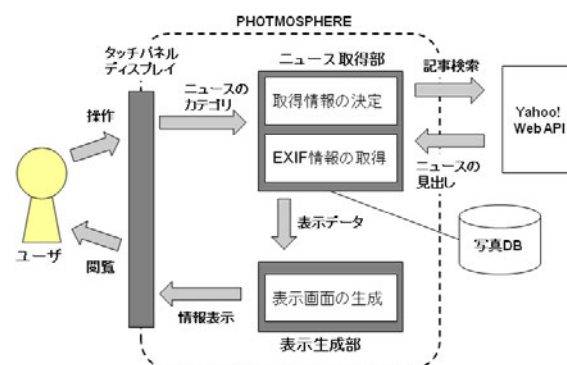 PHOTMOSPHERE
タッチパネル
ディスプレイ
ニュース取得部
記事検索
ニュースの
カテゴリ
取得情報の決定
Yahoo!
Web API
操作
EXIF情報の取得
ニュースの
見出し
表示データ
写真DB
ユーザ
閲覧
表示画面の生成
情報表示
表示生成部